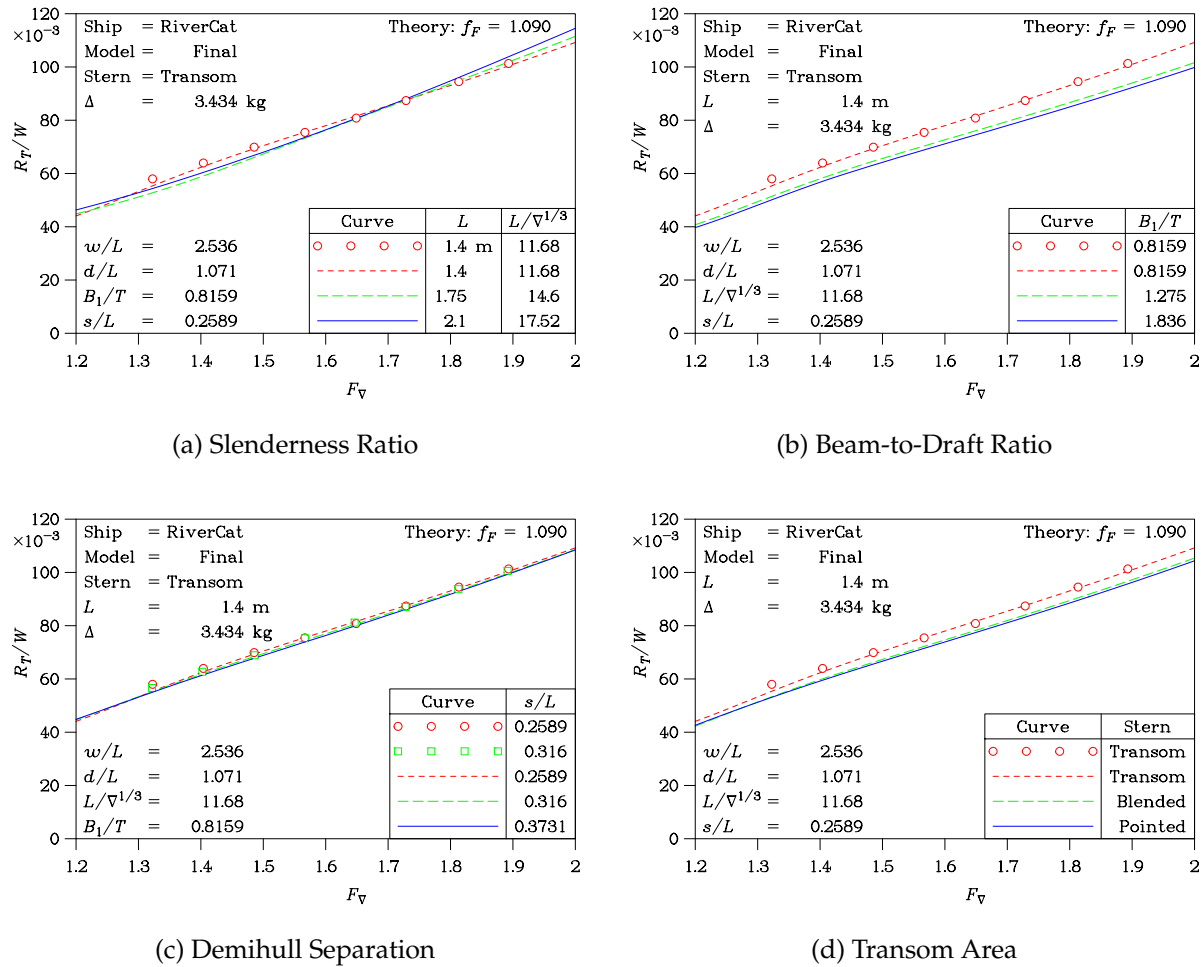 120
×10⁻³
100
80
60
40
20
0
R_T/W
Ship = RiverCat
Theory: f_F = 1.090
Model = Final
Stern = Transom
Δ = 3.434 kg
Curve L L/∇^1/3
1.4 m 11.68
1.4 11.68
1.75 14.6
2.1 17.52
w/L = 2.536
d/L = 1.071
B₁/T = 0.8159
s/L = 0.2589
1.2 1.3 1.4 1.5 1.6 1.7 1.8 1.9 2
F_∇
(a) Slenderness Ratio
120
×10⁻³
100
80
60
40
20
0
R_T/W
Ship = RiverCat
Theory: f_F = 1.090
Model = Final
Stern = Transom
L = 1.4 m
Δ = 3.434 kg
Curve B₁/T
0.8159
0.8159
1.275
1.836
w/L = 2.536
d/L = 1.071
L/∇^1/3 = 11.68
s/L = 0.2589
1.2 1.3 1.4 1.5 1.6 1.7 1.8 1.9 2
F_∇
(b) Beam-to-Draft Ratio
120
×10⁻³
100
80
60
40
20
0
R_T/W
Ship = RiverCat
Theory: f_F = 1.090
Model = Final
Stern = Transom
L = 1.4 m
Δ = 3.434 kg
Curve s/L
0.2589
0.316
0.2589
0.316
0.3731
w/L = 2.536
d/L = 1.071
L/∇^1/3 = 11.68
B₁/T = 0.8159
1.2 1.3 1.4 1.5 1.6 1.7 1.8 1.9 2
F_∇
(c) Demihull Separation
120
×10⁻³
100
80
60
40
20
0
R_T/W
Ship = RiverCat
Theory: f_F = 1.090
Model = Final
L = 1.4 m
Δ = 3.434 kg
Curve Stern
Transom
Transom
Blended
Pointed
w/L = 2.536
d/L = 1.071
L/∇^1/3 = 11.68
s/L = 0.2589
1.2 1.3 1.4 1.5 1.6 1.7 1.8 1.9 2
F_∇
(d) Transom Area